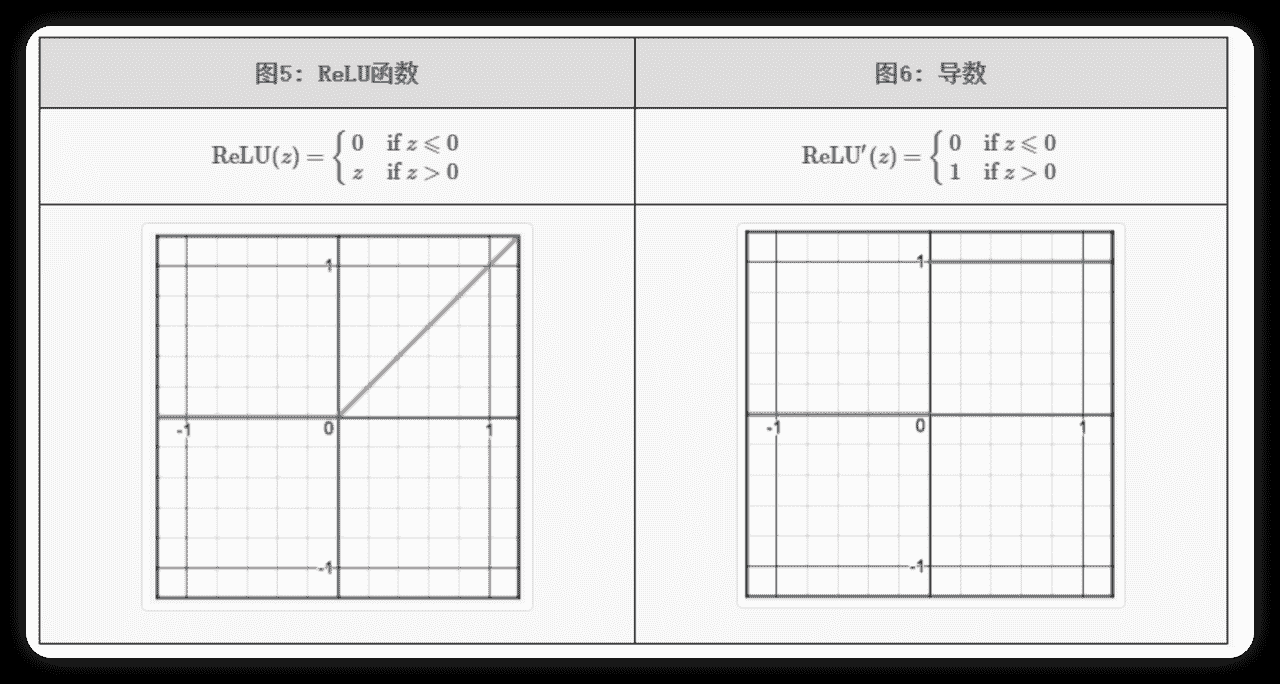 图5: ReLU函数
图6: 导数
ReLU(z) = { 0 if z ⩽ 0
z if z > 0
ReLU′(z) = { 0 if z ⩽ 0
1 if z > 0
1
-1
0
1
-1
1
-1
0
1
-1